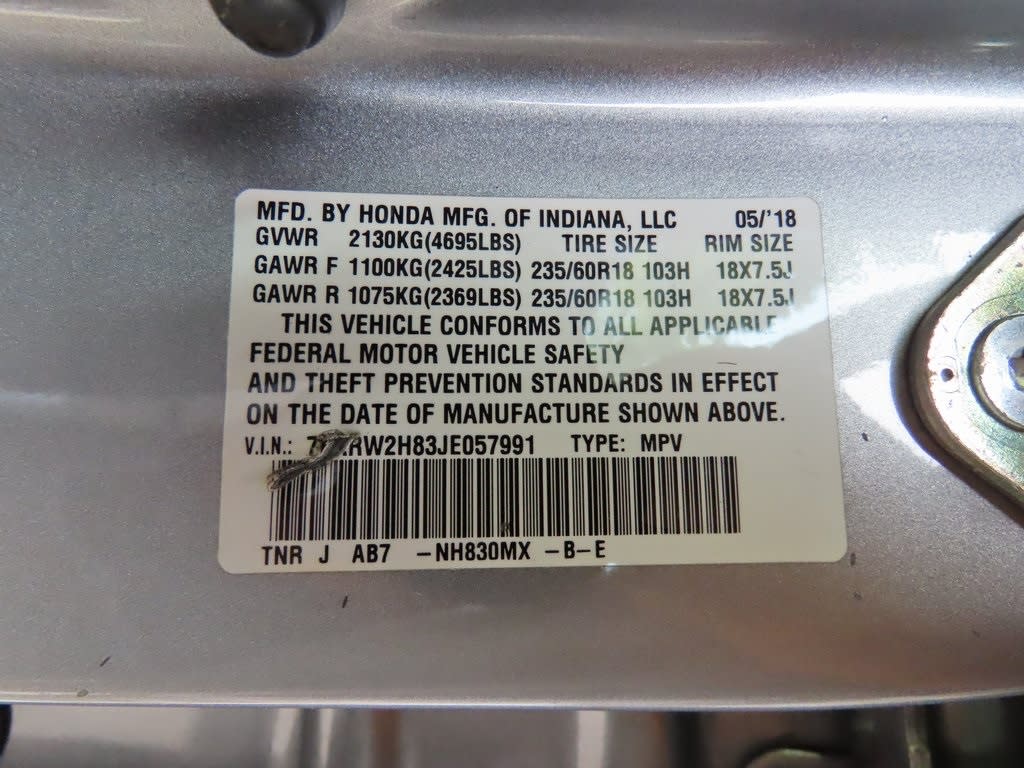 MFD. BY HONDA MFG. OF INDIANA, LLC 05/'18
GVWR 2130KG(4695LBS) TIRE SIZE RIM SIZE
GAWR F 1100KG(2425LBS) 235/60R18 103H 18X7.5J
GAWR R 1075KG(2369LBS) 235/60R18 103H 18X7.5J
THIS VEHICLE CONFORMS TO ALL APPLICABLE
FEDERAL MOTOR VEHICLE SAFETY
AND THEFT PREVENTION STANDARDS IN EFFECT
ON THE DATE OF MANUFACTURE SHOWN ABOVE.
V.I.N.: TYPE: MPV
TNR J AB7 -NH830MX -B-E